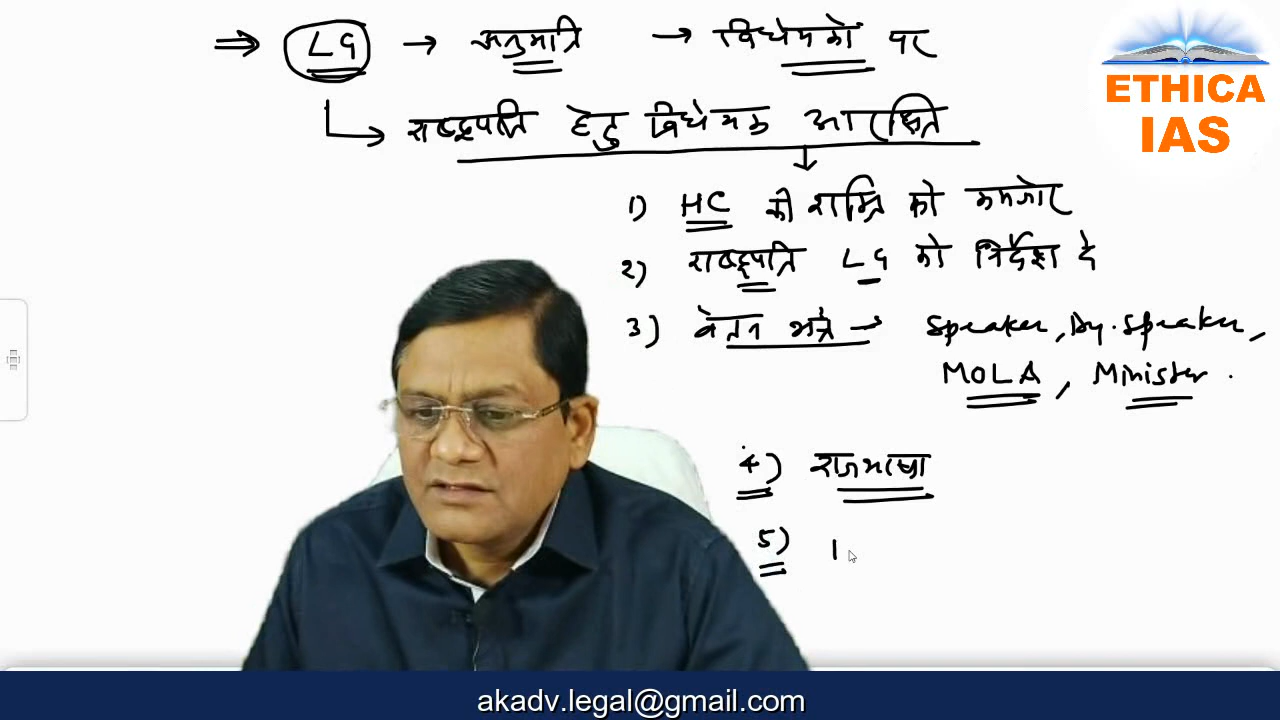 ⇒ LG → अनुमति → विधेयकों पर
ETHICA
IAS
राष्ट्रपति हेतु विधेयक आरक्षित
1) HC की शक्ति को कमजोर
2) राष्ट्रपति LG को निर्देश दे
3) वेतन भत्ते → Speaker, Dy. Speaker,
MOLA, Minister.
4) राजभाषा
5) I
akadv.legal@gmail.com